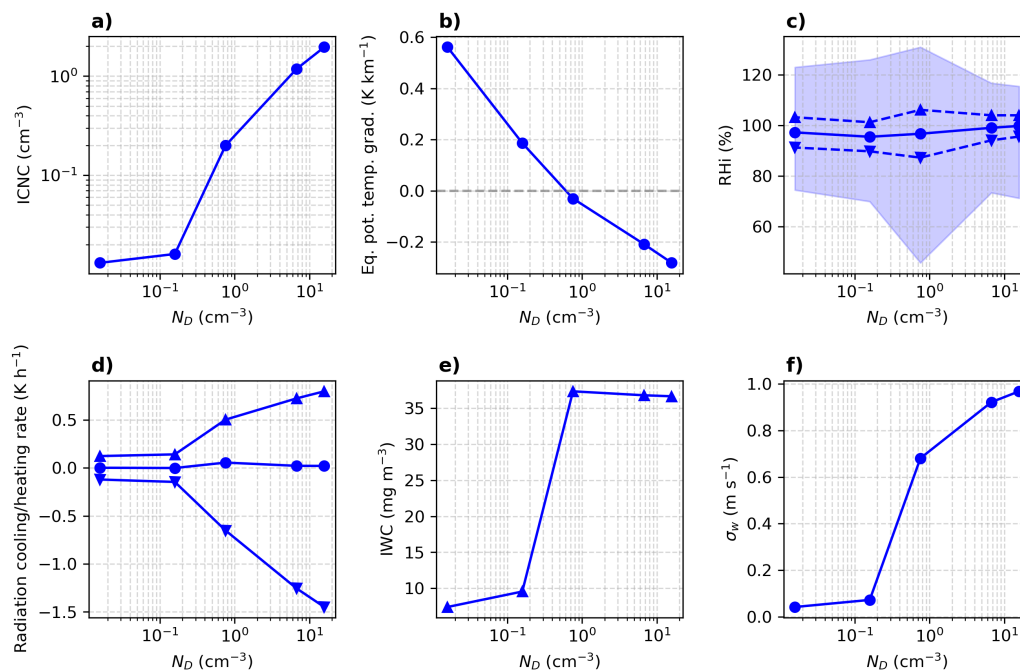 a)
ICNC (cm⁻³)
10⁰
10⁻¹
10⁻¹ 10⁰ 10¹
N_D (cm⁻³)
b)
Eq. pot. temp. grad. (K km⁻¹)
0.6
0.4
0.2
0.0
−0.2
10⁻¹ 10⁰ 10¹
N_D (cm⁻³)
c)
RHi (%)
120
100
80
60
10⁻¹ 10⁰ 10¹
N_D (cm⁻³)
d)
Radiation cooling/heating rate (K h⁻¹)
0.5
0.0
−0.5
−1.0
−1.5
10⁻¹ 10⁰ 10¹
N_D (cm⁻³)
e)
IWC (mg m⁻³)
35
30
25
20
15
10
10⁻¹ 10⁰ 10¹
N_D (cm⁻³)
f)
σ_w (m s⁻¹)
1.0
0.8
0.6
0.4
0.2
0.0
10⁻¹ 10⁰ 10¹
N_D (cm⁻³)